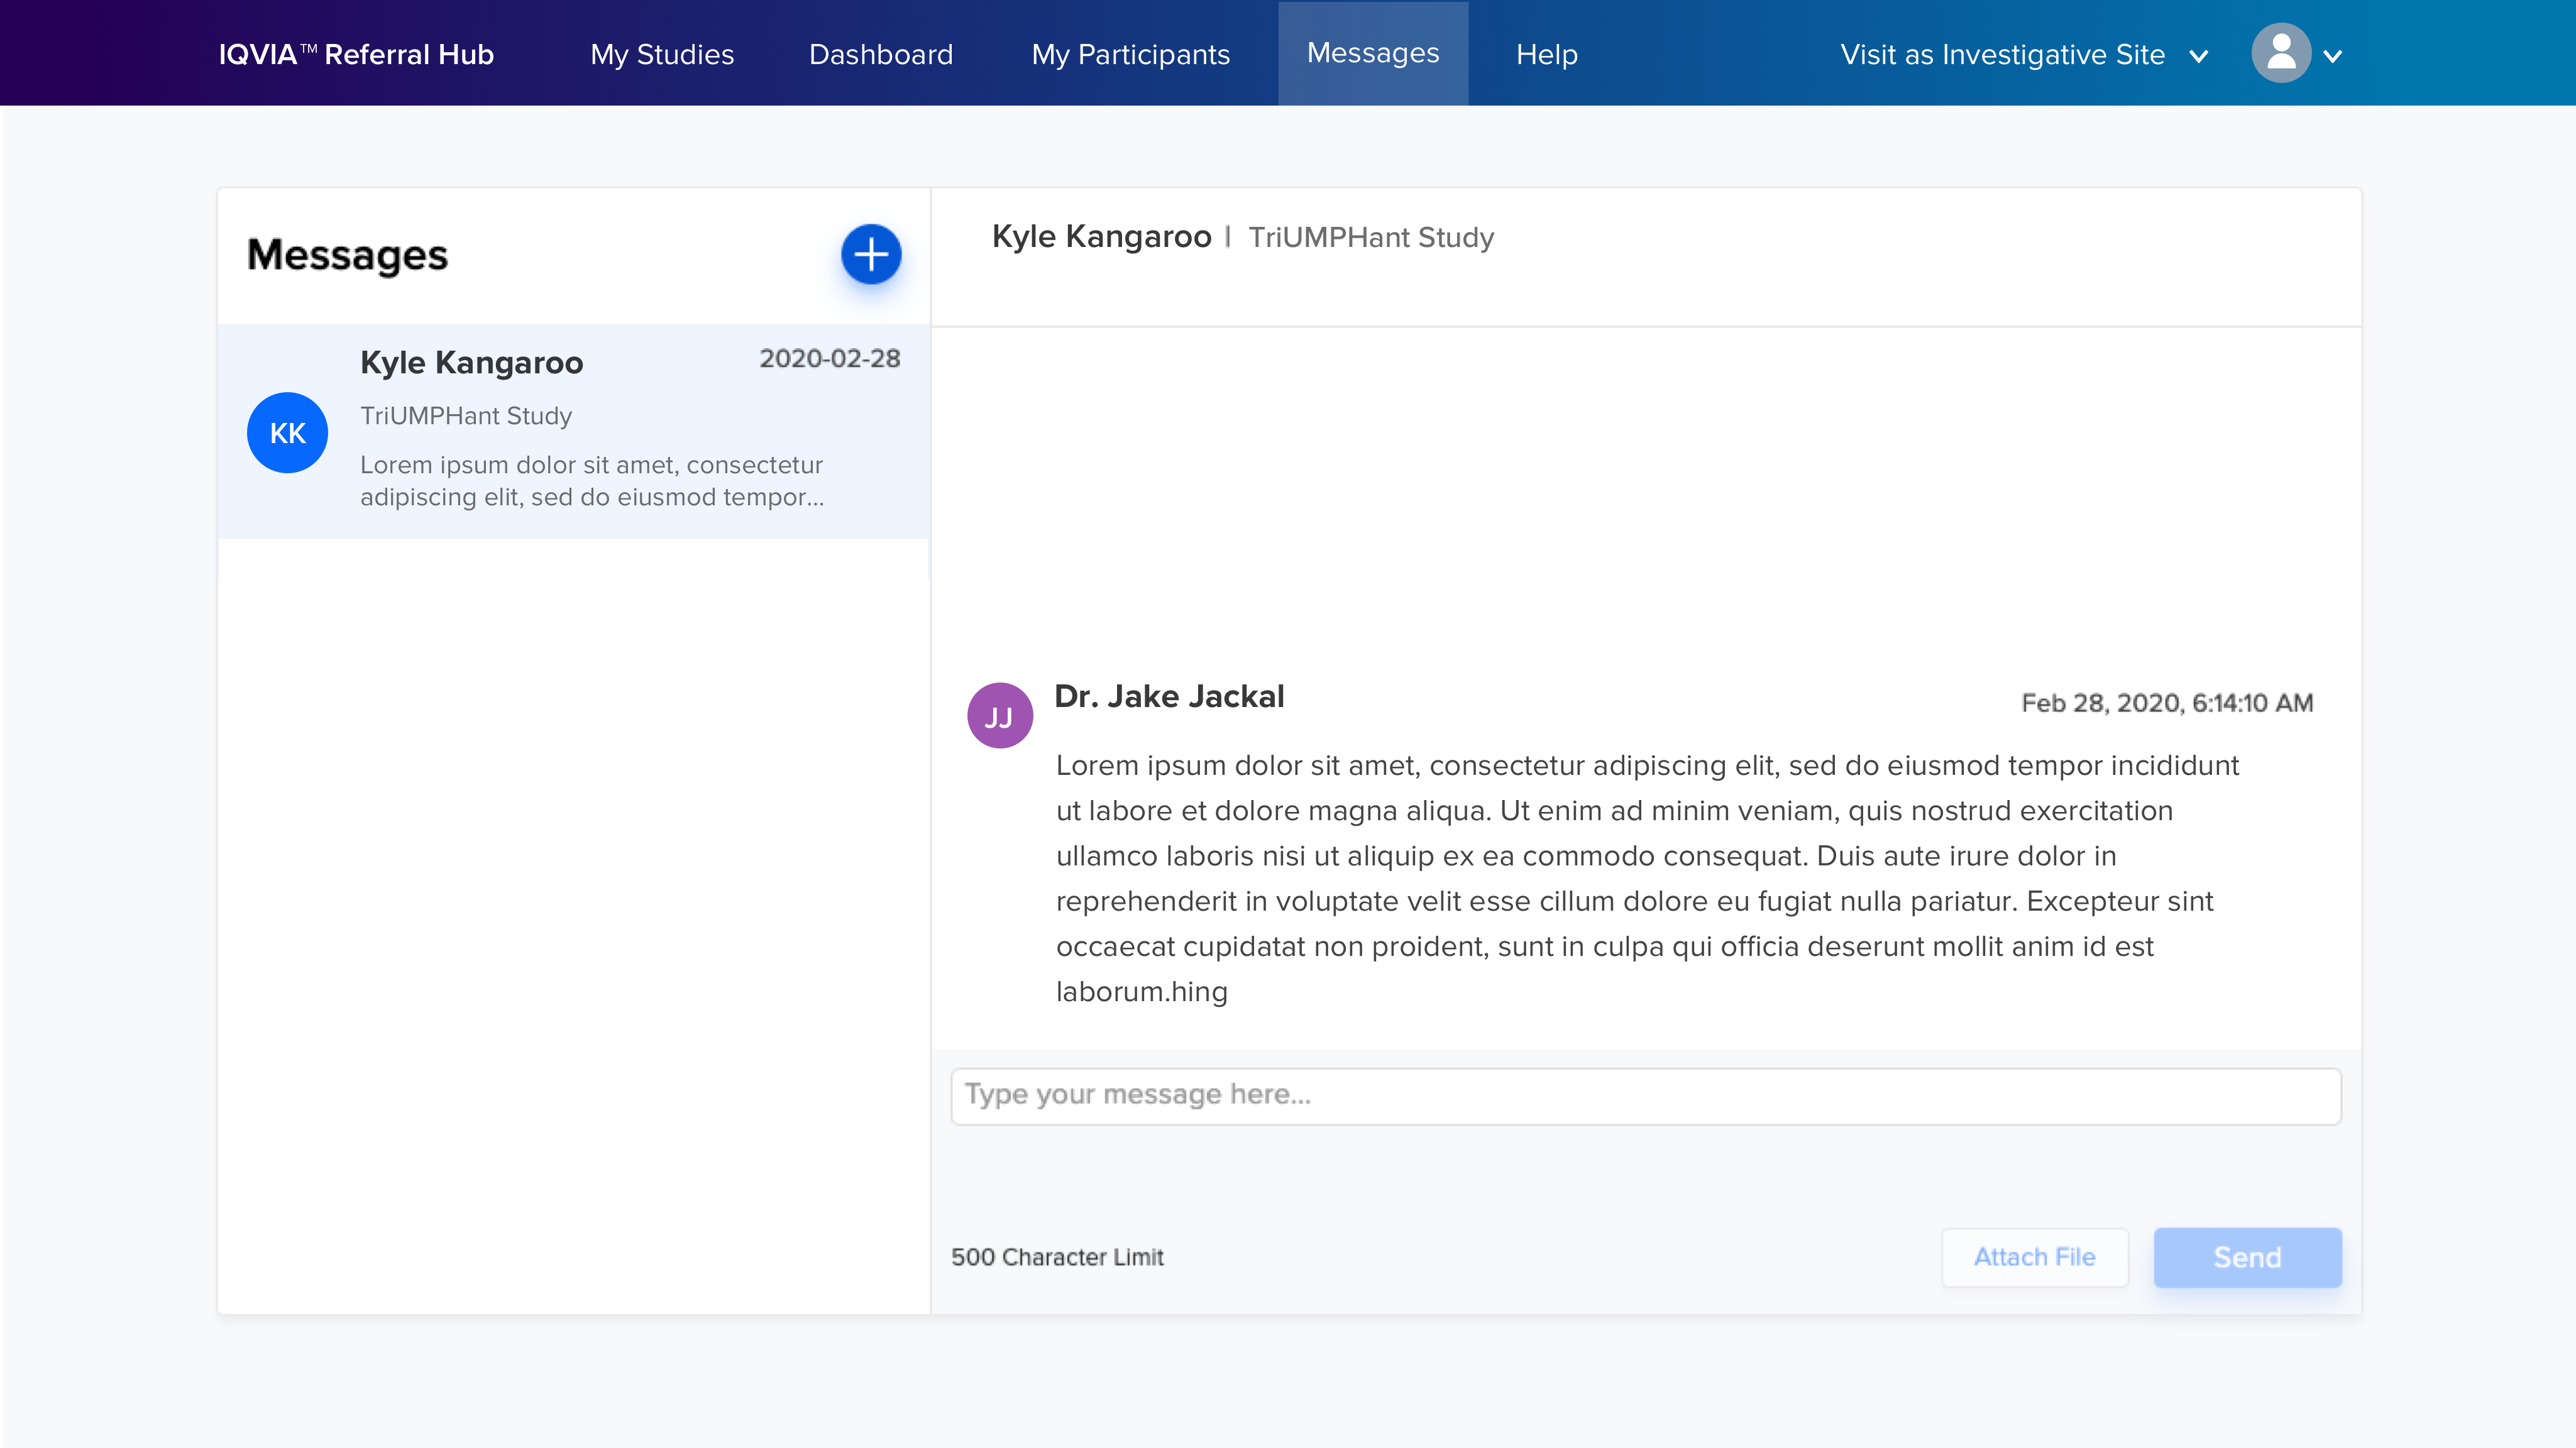 IQVIA™ Referral Hub My Studies Dashboard My Participants Messages Help Visit as Investigative Site
Messages
Kyle Kangaroo 2020-02-28
KK
TriUMPHant Study
Lorem ipsum dolor sit amet, consectetur
adipiscing elit, sed do eiusmod tempor...
Kyle Kangaroo | TriUMPHant Study
JJ
Dr. Jake Jackal Feb 28, 2020, 6:14:10 AM
Lorem ipsum dolor sit amet, consectetur adipiscing elit, sed do eiusmod tempor incididunt
ut labore et dolore magna aliqua. Ut enim ad minim veniam, quis nostrud exercitation
ullamco laboris nisi ut aliquip ex ea commodo consequat. Duis aute irure dolor in
reprehenderit in voluptate velit esse cillum dolore eu fugiat nulla pariatur. Excepteur sint
occaecat cupidatat non proident, sunt in culpa qui officia deserunt mollit anim id est
laborum.hing
Type your message here...
500 Character Limit Attach File Send